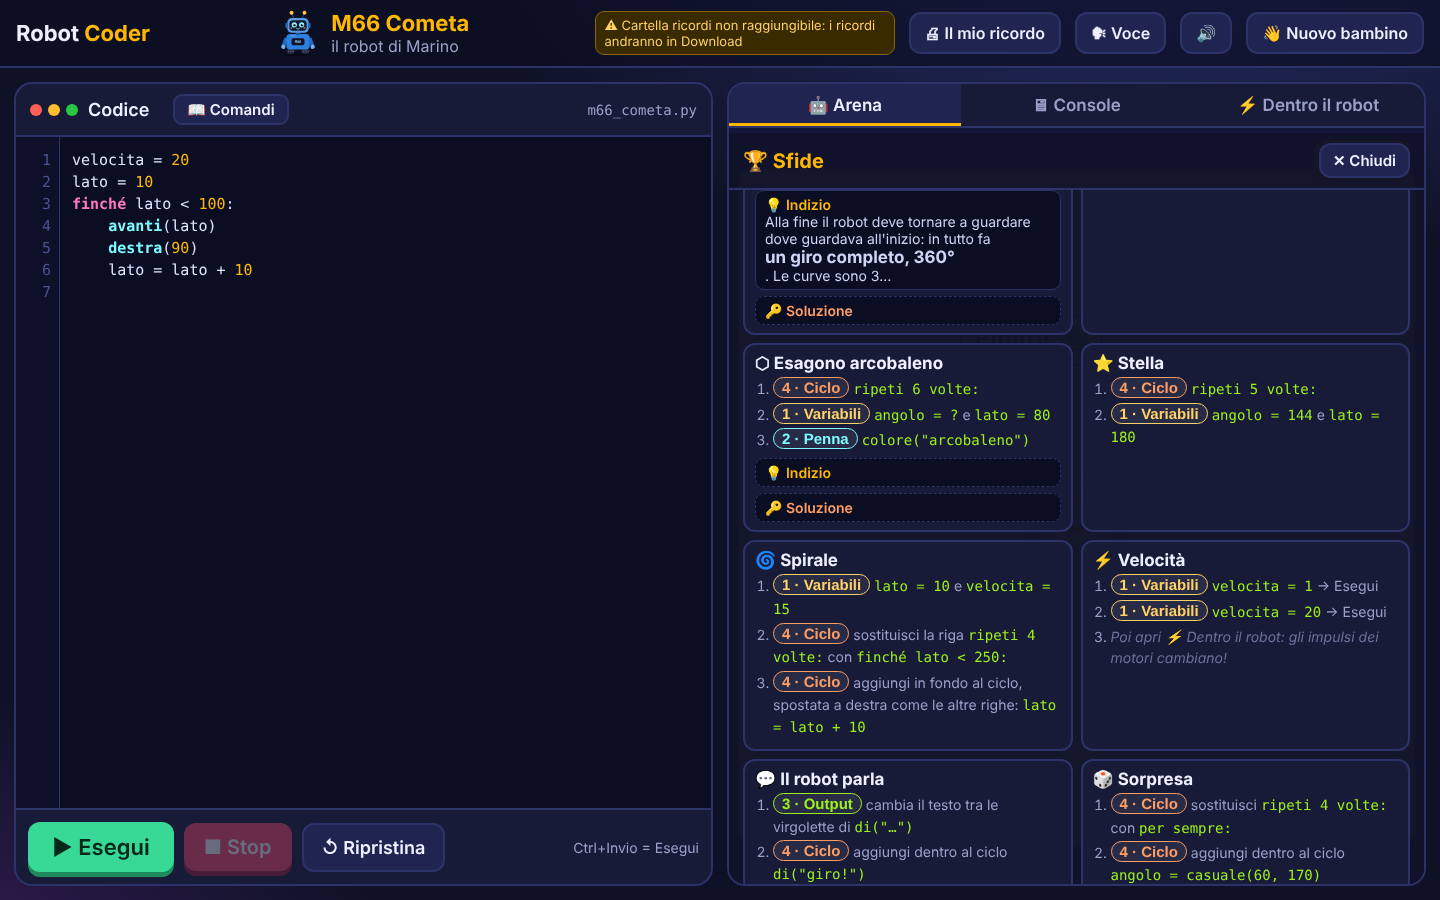 Robot Coder
M66 Cometa
il robot di Marino
⚠ Cartella ricordi non raggiungibile: i ricordi
andranno in Download
🖨 Il mio ricordo
🗣 Voce
🔊
👋 Nuovo bambino
Codice
📖 Comandi
m66_cometa.py
1 velocita = 20
2 lato = 10
3 finché lato < 100:
4     avanti(lato)
5     destra(90)
6     lato = lato + 10
7
▶ Esegui
■ Stop
↺ Ripristina
Ctrl+Invio = Esegui
🤖 Arena
🖥 Console
⚡ Dentro il robot
🏆 Sfide
✕ Chiudi
💡 Indizio
Alla fine il robot deve tornare a guardare
dove guardava all'inizio: in tutto fa
un giro completo, 360°
. Le curve sono 3...
🔑 Soluzione
⬡ Esagono arcobaleno
1. 4 · Ciclo ripeti 6 volte:
2. 1 · Variabili angolo = ? e lato = 80
3. 2 · Penna colore("arcobaleno")
💡 Indizio
🔑 Soluzione
⭐ Stella
1. 4 · Ciclo ripeti 5 volte:
2. 1 · Variabili angolo = 144 e lato =
180
🌀 Spirale
1. 1 · Variabili lato = 10 e velocita =
15
2. 4 · Ciclo sostituisci la riga ripeti 4
volte: con finché lato < 250:
3. 4 · Ciclo aggiungi in fondo al ciclo,
spostata a destra come le altre righe: lato
= lato + 10
⚡ Velocità
1. 1 · Variabili velocita = 1 → Esegui
2. 1 · Variabili velocita = 20 → Esegui
3. Poi apri ⚡ Dentro il robot: gli impulsi dei
motori cambiano!
💬 Il robot parla
1. 3 · Output cambia il testo tra le
virgolette di di("…")
2. 4 · Ciclo aggiungi dentro al ciclo
di("giro!")
🎲 Sorpresa
1. 4 · Ciclo sostituisci ripeti 4 volte:
con per sempre:
2. 4 · Ciclo aggiungi dentro al ciclo
angolo = casuale(60, 170)